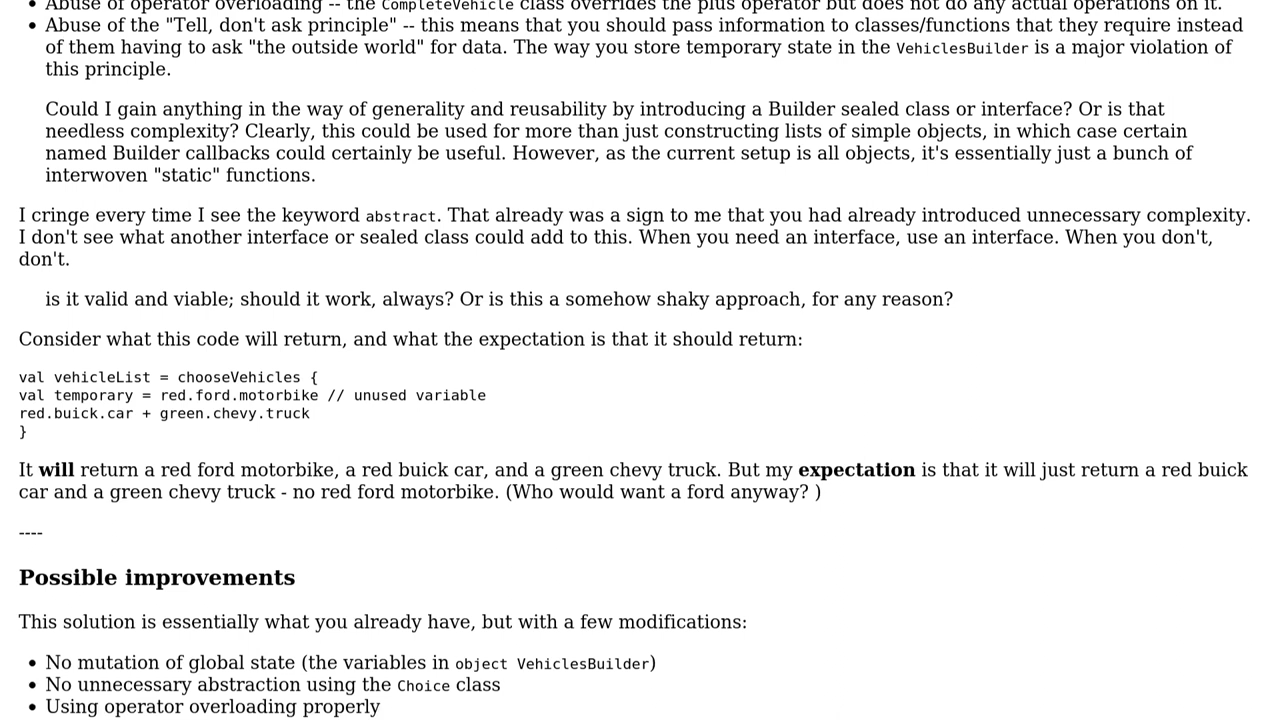 Abuse of operator overloading -- the CompleteVehicle class overrides the plus operator but does not do any actual operations on it.
Abuse of the "Tell, don't ask principle" -- this means that you should pass information to classes/functions that they require instead
of them having to ask "the outside world" for data. The way you store temporary state in the VehiclesBuilder is a major violation of
this principle.
Could I gain anything in the way of generality and reusability by introducing a Builder sealed class or interface? Or is that
needless complexity? Clearly, this could be used for more than just constructing lists of simple objects, in which case certain
named Builder callbacks could certainly be useful. However, as the current setup is all objects, it's essentially just a bunch of
interwoven "static" functions.
I cringe every time I see the keyword abstract. That already was a sign to me that you had already introduced unnecessary complexity.
I don't see what another interface or sealed class could add to this. When you need an interface, use an interface. When you don't,
don't.
is it valid and viable; should it work, always? Or is this a somehow shaky approach, for any reason?
Consider what this code will return, and what the expectation is that it should return:
val vehicleList = chooseVehicles {
val temporary = red.ford.motorbike // unused variable
red.buick.car + green.chevy.truck
}
It will return a red ford motorbike, a red buick car, and a green chevy truck. But my expectation is that it will just return a red buick
car and a green chevy truck - no red ford motorbike. (Who would want a ford anyway? )
----
Possible improvements
This solution is essentially what you already have, but with a few modifications:
No mutation of global state (the variables in object VehiclesBuilder)
No unnecessary abstraction using the Choice class
Using operator overloading properly